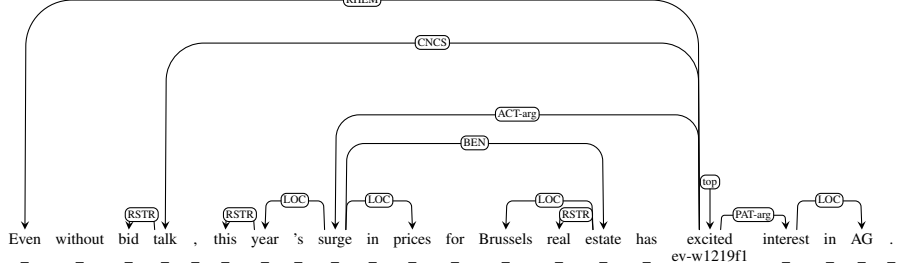 RHEM
CNCS
ACT-arg
BEN
top
LOC LOC LOC LOC
RSTR RSTR RSTR PAT-arg
Even without bid talk , this year 's surge in prices for Brussels real estate has excited interest in AG .
_ _ _ _ _ _ _ _ _ _ _ _ _ _ _ _ ev-w1219f1 _ _ _ _